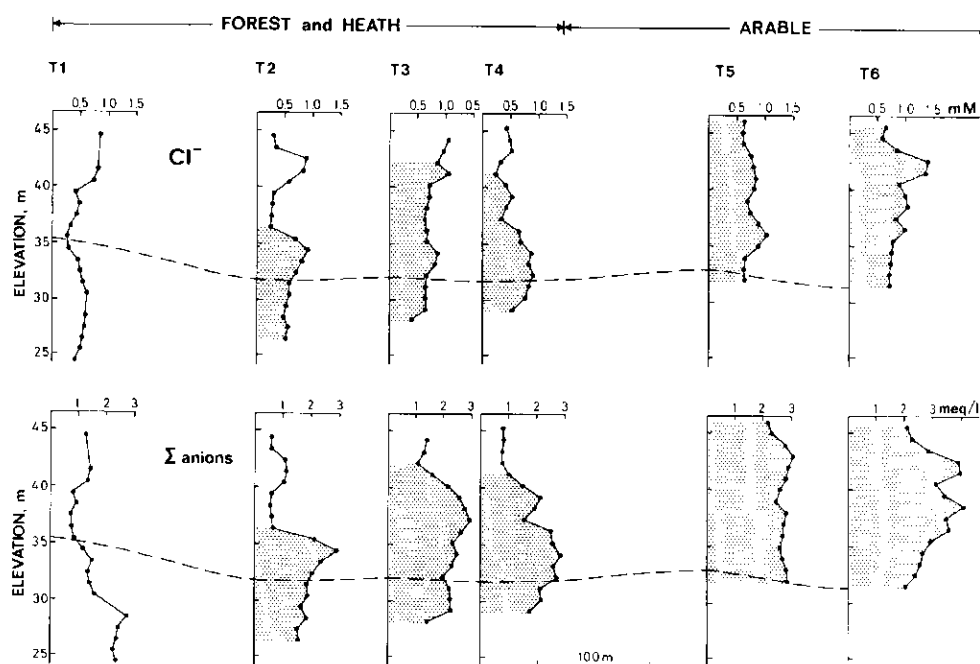 FOREST and HEATH ARABLE
T1 T2 T3 T4 T5 T6
0.5 1.0 1.5 0.5 1.0 1.5 0.5 1.0 1.5 0.5 1.0 1.5 0.5 1.0 1.5 0.5 1.0 1.5 mM
45
Cl⁻
40
35
30
25
ELEVATION, m
1 2 3 1 2 3 1 2 3 1 2 3 1 2 3 1 2 3 meq/l
45
Σ anions
40
35
30
25
ELEVATION, m
100 m